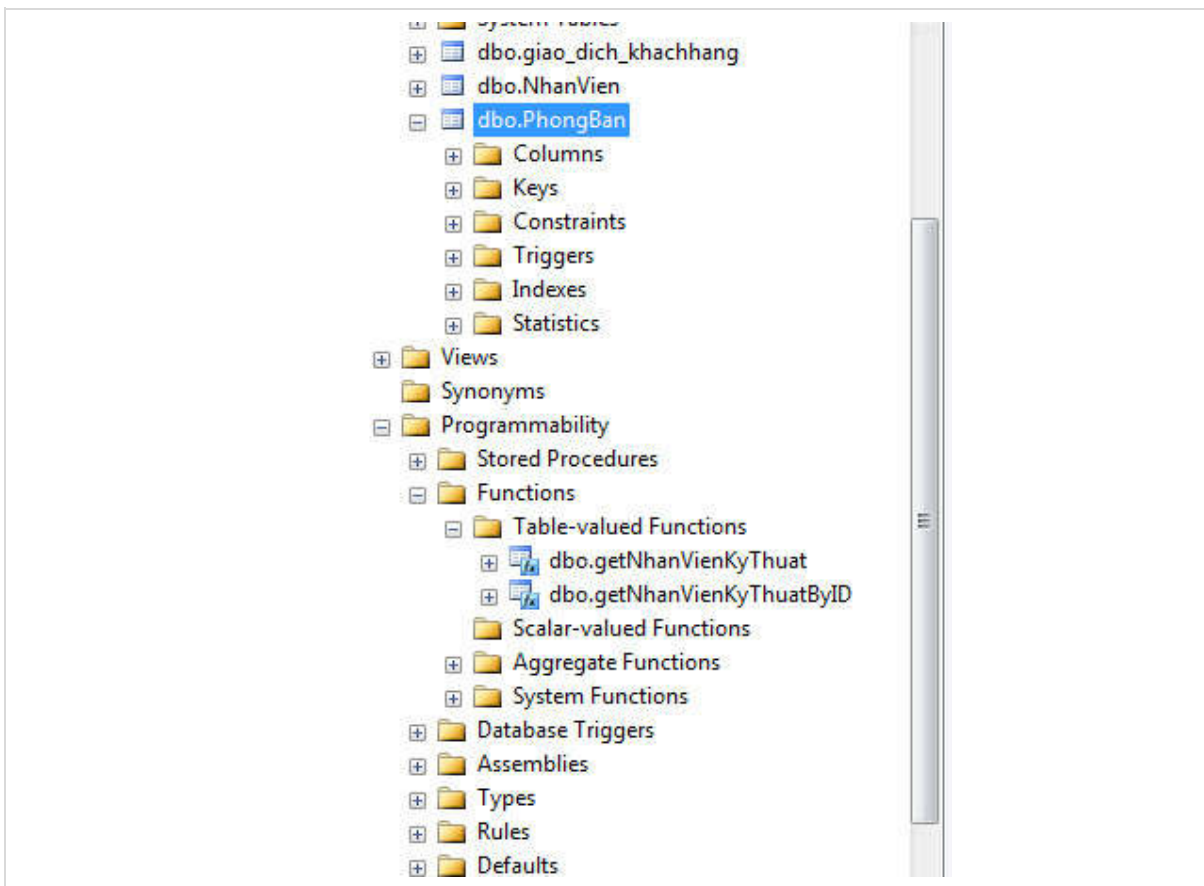 System Tables
dbo.giao_dich_khachhang
dbo.NhanVien
dbo.PhongBan
Columns
Keys
Constraints
Triggers
Indexes
Statistics
Views
Synonyms
Programmability
Stored Procedures
Functions
Table-valued Functions
dbo.getNhanVienKyThuat
dbo.getNhanVienKyThuatByID
Scalar-valued Functions
Aggregate Functions
System Functions
Database Triggers
Assemblies
Types
Rules
Defaults